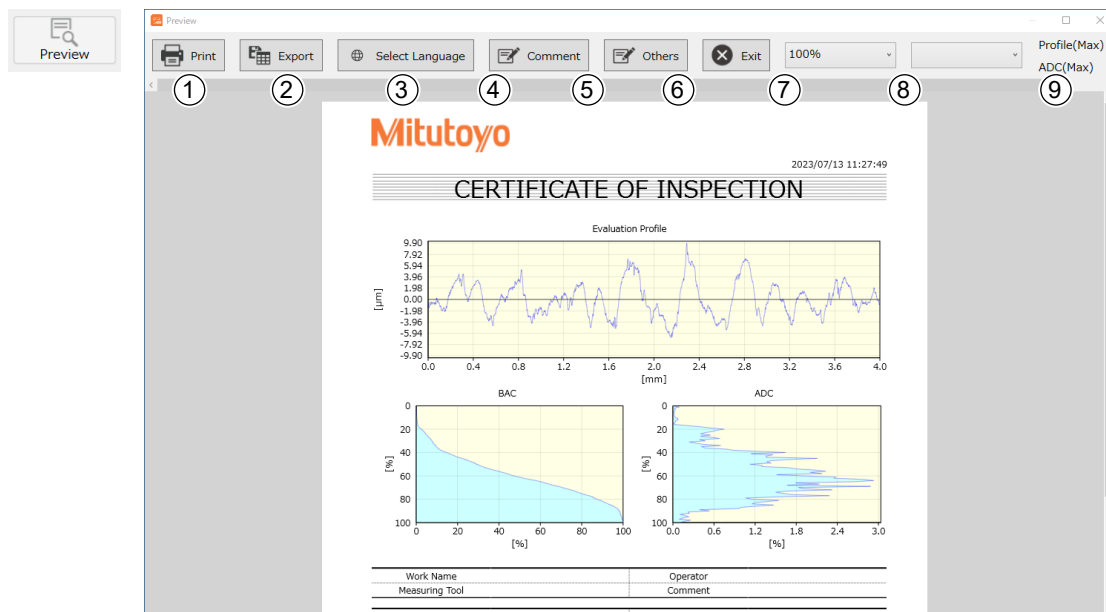 Preview
Preview
Print Export Select Language Comment Others Exit 100% Profile(Max)
ADC(Max)
1 2 3 4 5 6 7 8 9
Mitutoyo
2023/07/13 11:27:49
CERTIFICATE OF INSPECTION
Evaluation Profile
9.90
7.92
5.94
3.96
1.98
0.00
-1.98
-3.96
-5.94
-7.92
-9.90
[µm]
0.0 0.4 0.8 1.2 1.6 2.0 2.4 2.8 3.2 3.6 4.0
[mm]
BAC
0
20
40
60
80
100
[%]
0 20 40 60 80 100
[%]
ADC
0
20
40
60
80
100
[%]
0.0 0.6 1.2 1.8 2.4 3.0
[%]
Work Name Operator
Measuring Tool Comment